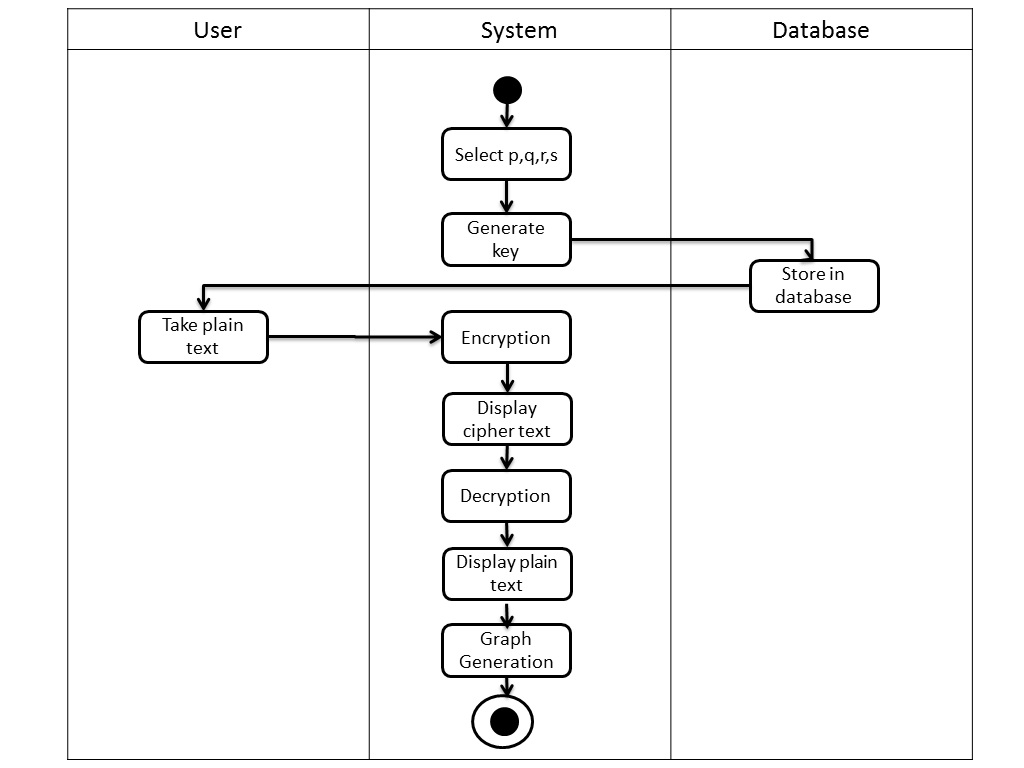 User
System
Database
Select p,q,r,s
Generate
key
Store in
database
Take plain
text
Encryption
Display
cipher text
Decryption
Display plain
text
Graph
Generation